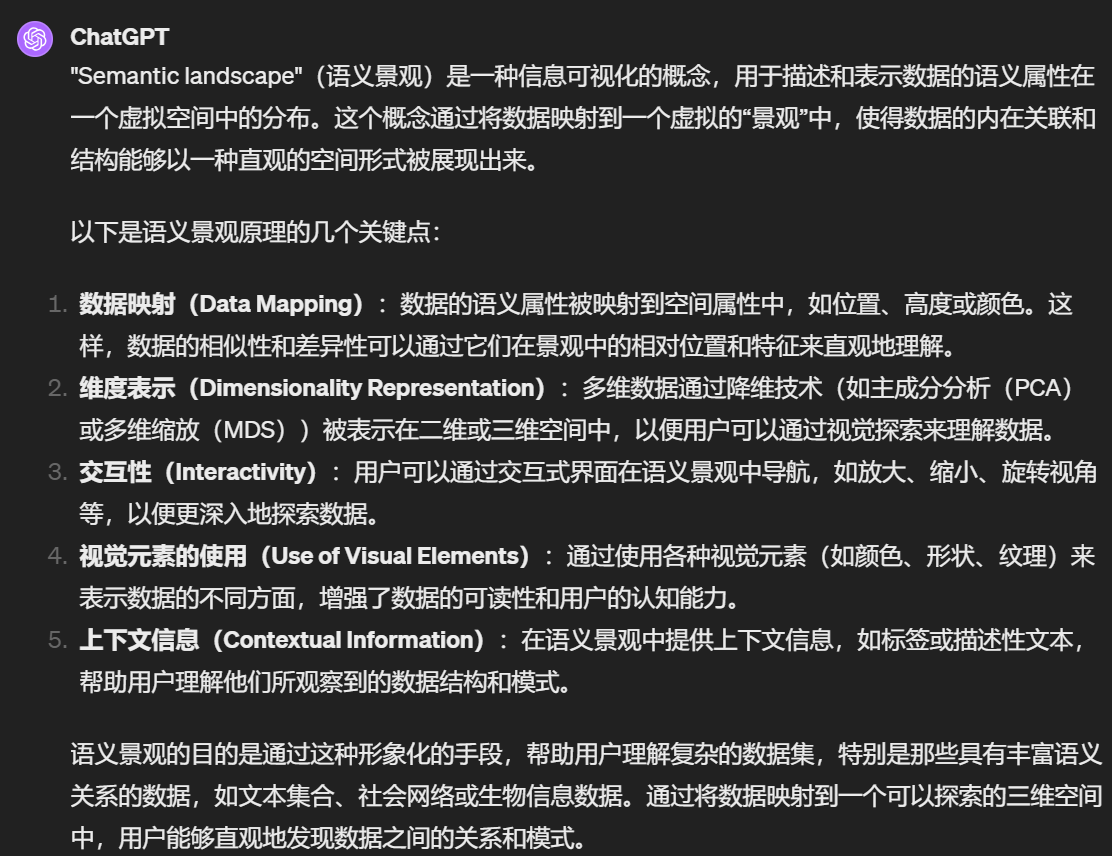 ChatGPT
"Semantic landscape"（语义景观）是一种信息可视化的概念，用于描述和表示数据的语义属性在
一个虚拟空间中的分布。这个概念通过将数据映射到一个虚拟的“景观”中，使得数据的内在关联和
结构能够以一种直观的空间形式被展现出来。
以下是语义景观原理的几个关键点：
1. 数据映射（Data Mapping）：数据的语义属性被映射到空间属性中，如位置、高度或颜色。这
样，数据的相似性和差异性可以通过它们在景观中的相对位置和特征来直观地理解。
2. 维度表示（Dimensionality Representation）：多维数据通过降维技术（如主成分分析（PCA）
或多维缩放（MDS））被表示在二维或三维空间中，以便用户可以通过视觉探索来理解数据。
3. 交互性（Interactivity）：用户可以通过交互式界面在语义景观中导航，如放大、缩小、旋转视角
等，以便更深入地探索数据。
4. 视觉元素的使用（Use of Visual Elements）：通过使用各种视觉元素（如颜色、形状、纹理）来
表示数据的不同方面，增强了数据的可读性和用户的认知能力。
5. 上下文信息（Contextual Information）：在语义景观中提供上下文信息，如标签或描述性文本，
帮助用户理解他们所观察到的数据结构和模式。
语义景观的目的是通过这种形象化的手段，帮助用户理解复杂的数据集，特别是那些具有丰富语义
关系的数据，如文本集合、社会网络或生物信息数据。通过将数据映射到一个可以探索的三维空间
中，用户能够直观地发现数据之间的关系和模式。